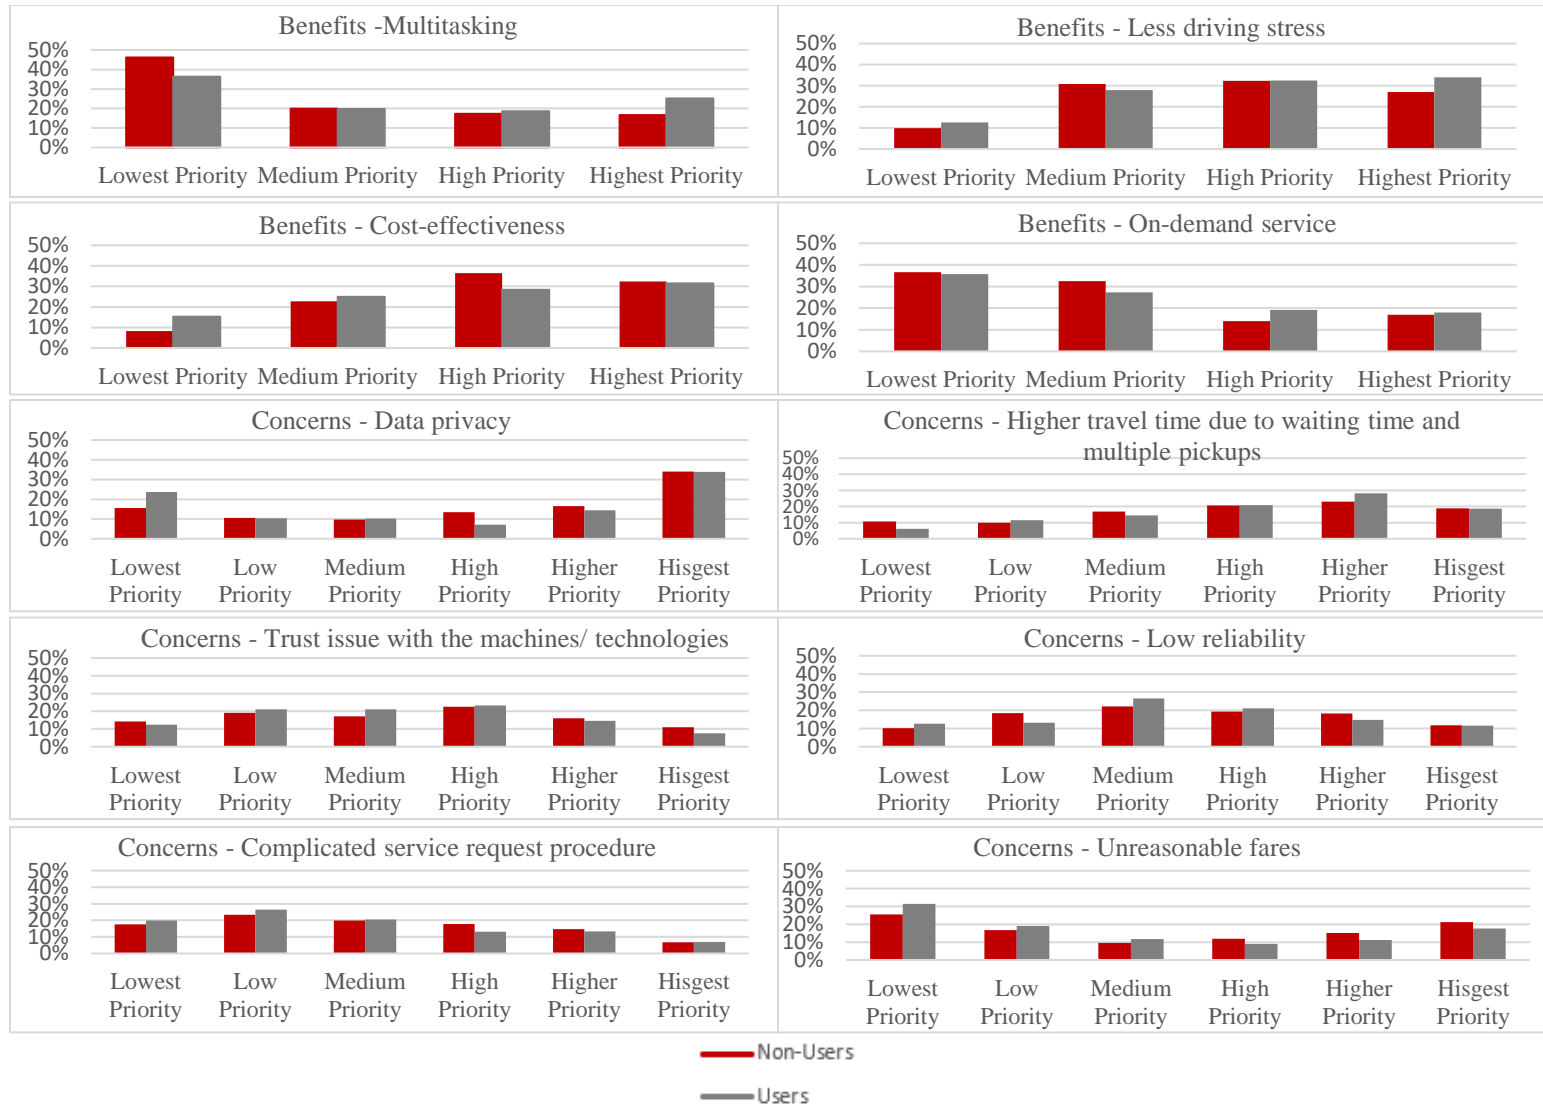 Benefits -Multitasking
50%
40%
30%
20%
10%
0%
Lowest Priority Medium Priority High Priority Highest Priority
Benefits - Less driving stress
50%
40%
30%
20%
10%
0%
Lowest Priority Medium Priority High Priority Highest Priority
Benefits - Cost-effectiveness
50%
40%
30%
20%
10%
0%
Lowest Priority Medium Priority High Priority Highest Priority
Benefits - On-demand service
50%
40%
30%
20%
10%
0%
Lowest Priority Medium Priority High Priority Highest Priority
Concerns - Data privacy
50%
40%
30%
20%
10%
0%
Lowest Low Medium High Higher Hisgest
Priority Priority Priority Priority Priority Priority
Concerns - Higher travel time due to waiting time and
multiple pickups
50%
40%
30%
20%
10%
0%
Lowest Low Medium High Higher Hisgest
Priority Priority Priority Priority Priority Priority
Concerns - Trust issue with the machines/ technologies
50%
40%
30%
20%
10%
0%
Lowest Low Medium High Higher Hisgest
Priority Priority Priority Priority Priority Priority
Concerns - Low reliability
50%
40%
30%
20%
10%
0%
Lowest Low Medium High Higher Hisgest
Priority Priority Priority Priority Priority Priority
Concerns - Complicated service request procedure
50%
40%
30%
20%
10%
0%
Lowest Low Medium High Higher Hisgest
Priority Priority Priority Priority Priority Priority
Concerns - Unreasonable fares
50%
40%
30%
20%
10%
0%
Lowest Low Medium High Higher Hisgest
Priority Priority Priority Priority Priority Priority
Non-Users
Users